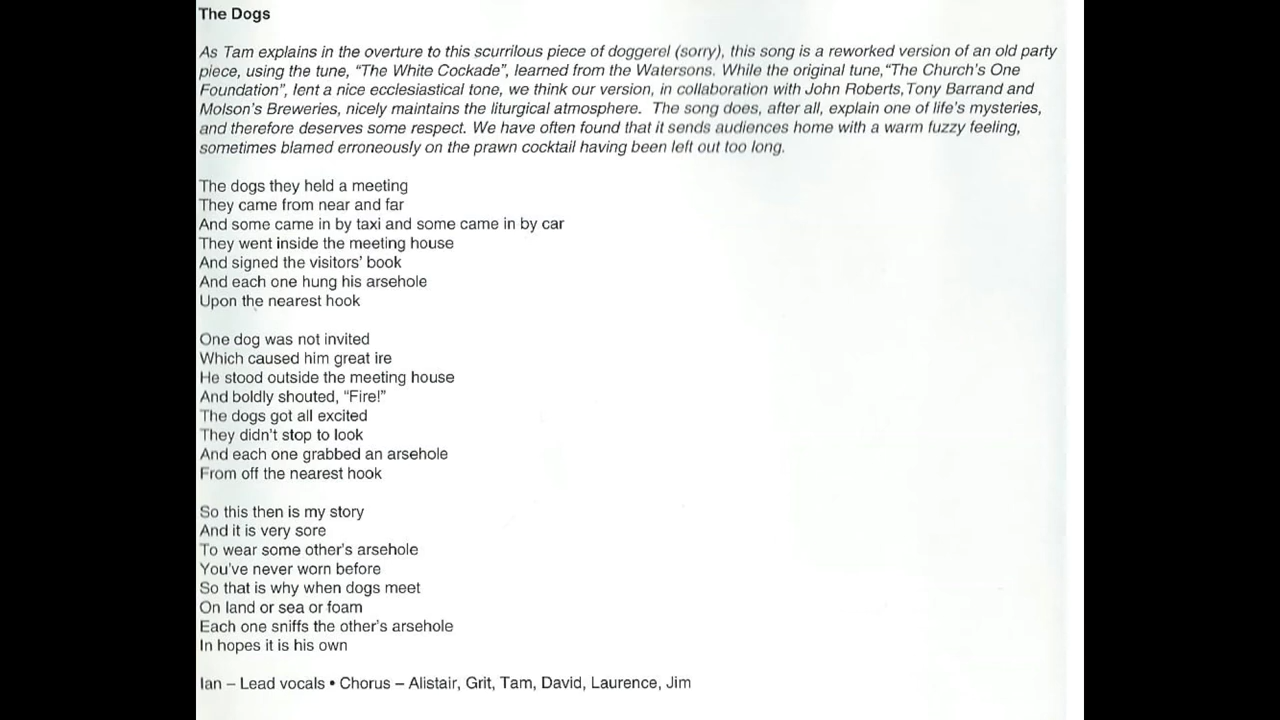 The Dogs
As Tam explains in the overture to this scurrilous piece of doggerel (sorry), this song is a reworked version of an old party
piece, using the tune, “The White Cockade”, learned from the Watersons. While the original tune,“The Church’s One
Foundation”, lent a nice ecclesiastical tone, we think our version, in collaboration with John Roberts,Tony Barrand and
Molson’s Breweries, nicely maintains the liturgical atmosphere.  The song does, after all, explain one of life’s mysteries,
and therefore deserves some respect. We have often found that it sends audiences home with a warm fuzzy feeling,
sometimes blamed erroneously on the prawn cocktail having been left out too long.
The dogs they held a meeting
They came from near and far
And some came in by taxi and some came in by car
They went inside the meeting house
And signed the visitors’ book
And each one hung his arsehole
Upon the nearest hook
One dog was not invited
Which caused him great ire
He stood outside the meeting house
And boldly shouted, “Fire!”
The dogs got all excited
They didn’t stop to look
And each one grabbed an arsehole
From off the nearest hook
So this then is my story
And it is very sore
To wear some other’s arsehole
You’ve never worn before
So that is why when dogs meet
On land or sea or foam
Each one sniffs the other’s arsehole
In hopes it is his own
Ian – Lead vocals • Chorus – Alistair, Grit, Tam, David, Laurence, Jim